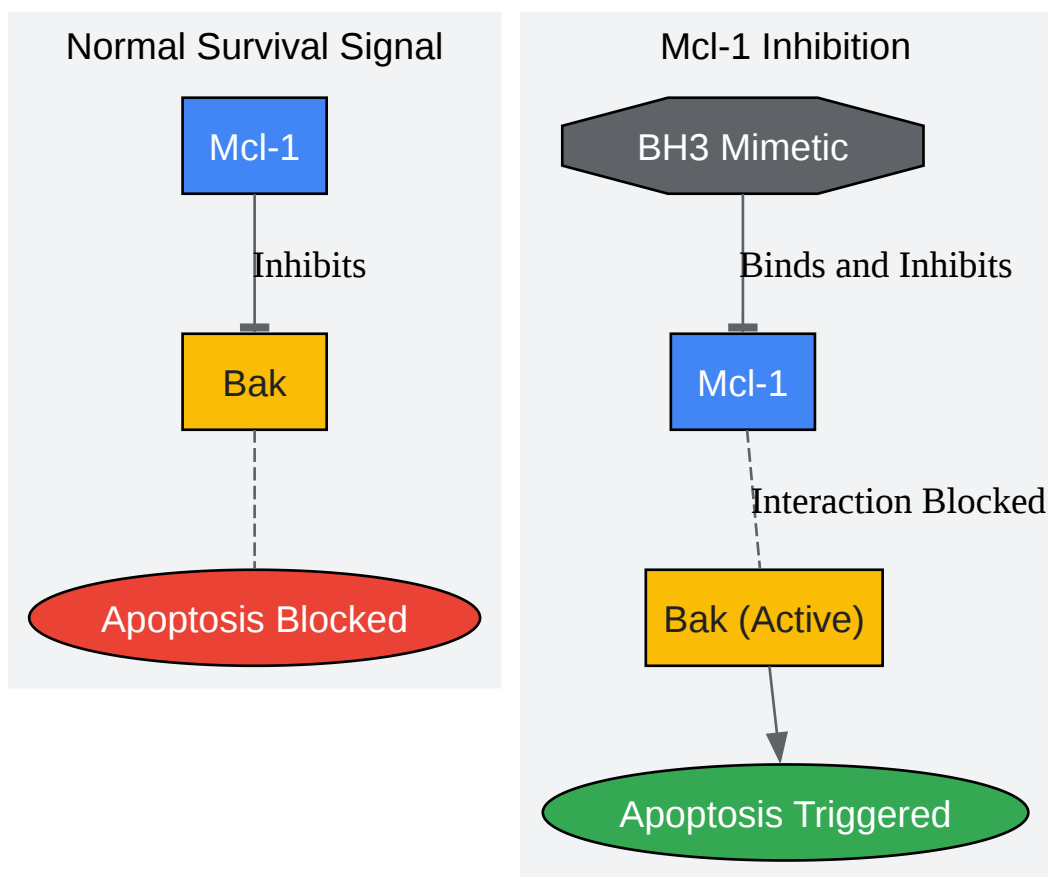 Normal Survival Signal
Mcl-1
Inhibits
Bak
Apoptosis Blocked
Mcl-1 Inhibition
BH3 Mimetic
Binds and Inhibits
Mcl-1
Interaction Blocked
Bak (Active)
Apoptosis Triggered